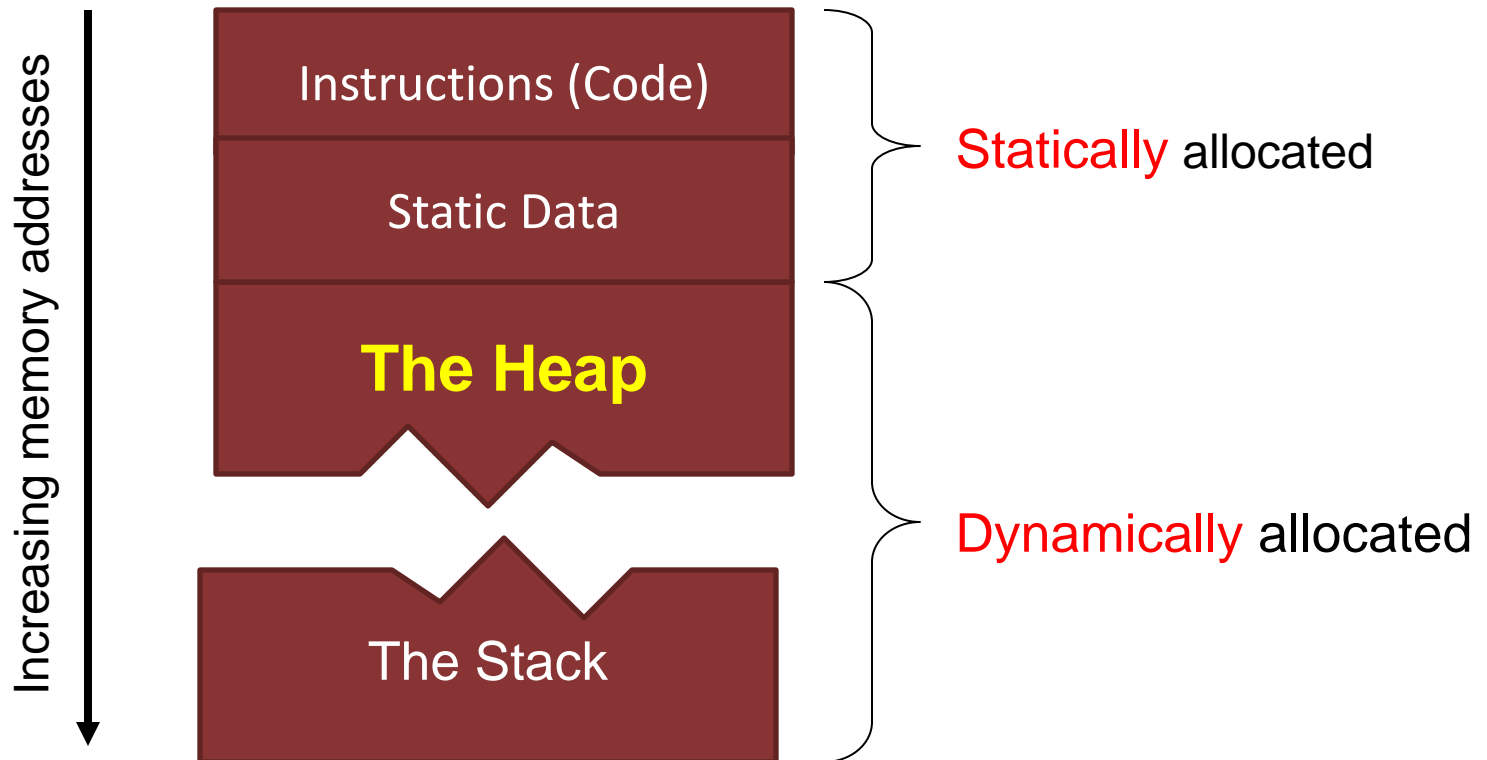 Increasing memory addresses
Instructions (Code)
Static Data
Statically allocated
The Heap
Dynamically allocated
The Stack